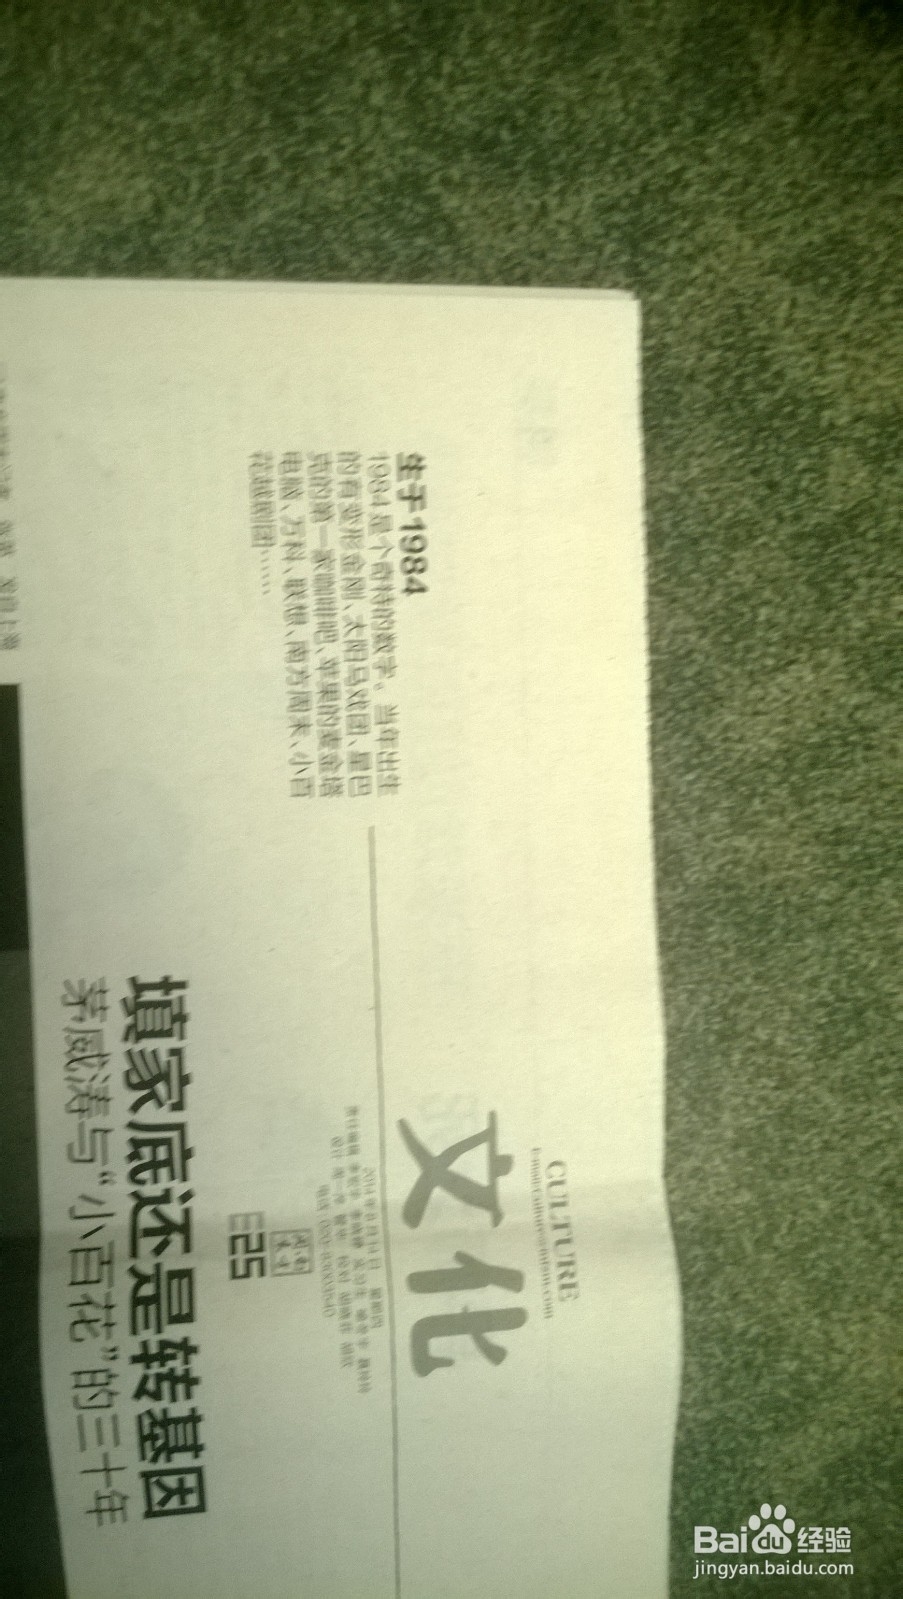 CULTURE
文化
生于1984
1984是个奇特的数字。当年出生
的有变形金刚、太阳马戏团、星巴
克的第一家咖啡吧、苹果的麦金塔
电脑、万科、联想、南方周末、小百
花越剧团……
E25
填家底还是转基因
茅威涛与“小百花”的三十年
Baidu经验
jingyan.baidu.com